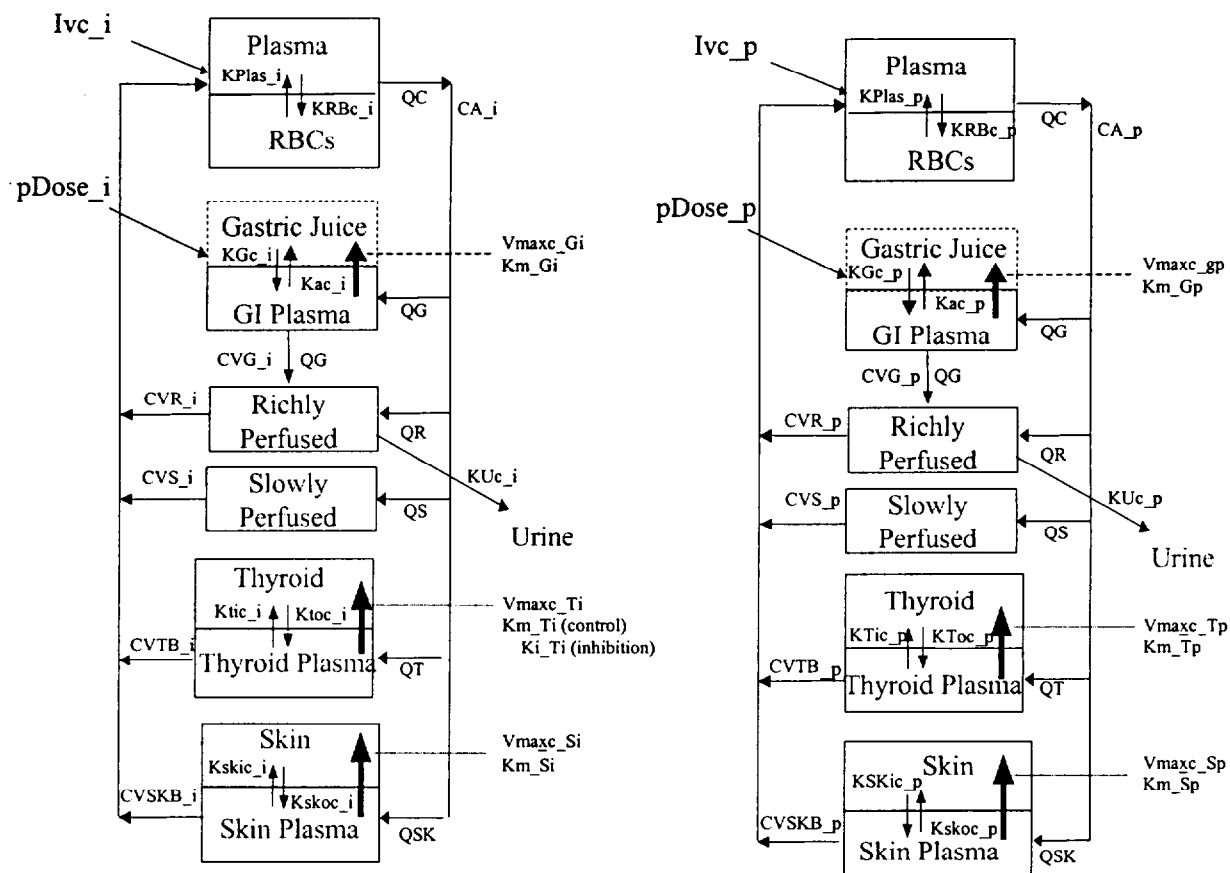 Ivc_i
Plasma
KPlas_i
KRBc_i
RBCs
QC
CA_i
pDose_i
Gastric Juice
KGc_i
Kac_i
GI Plasma
Vmaxc_Gi
Km_Gi
QG
CVG_i
QG
CVR_i
Richly
Perfused
QR
KUc_i
CVS_i
Slowly
Perfused
QS
Urine
Thyroid
Ktic_i
Ktoc_i
Vmaxc_Ti
Km_Ti (control)
Ki_Ti (inhibition)
CVTB_i
Thyroid Plasma
QT
Skin
Kskic_i
Kskoc_i
Vmaxc_Si
Km_Si
CVSKB_i
Skin Plasma
QSK
Ivc_p
Plasma
KPlas_p
KRBc_p
RBCs
QC
CA_p
pDose_p
Gastric Juice
KGc_p
Kac_p
GI Plasma
Vmaxc_gp
Km_Gp
QG
CVG_p
QG
CVR_p
Richly
Perfused
QR
KUc_p
CVS_p
Slowly
Perfused
QS
Urine
Thyroid
KTic_p
KToc_p
Vmaxc_Tp
Km_Tp
CVTB_p
Thyroid Plasma
QT
Skin
KSKic_p
Kskoc_p
Vmaxc_Sp
Km_Sp
CVSKB_p
Skin Plasma
QSK